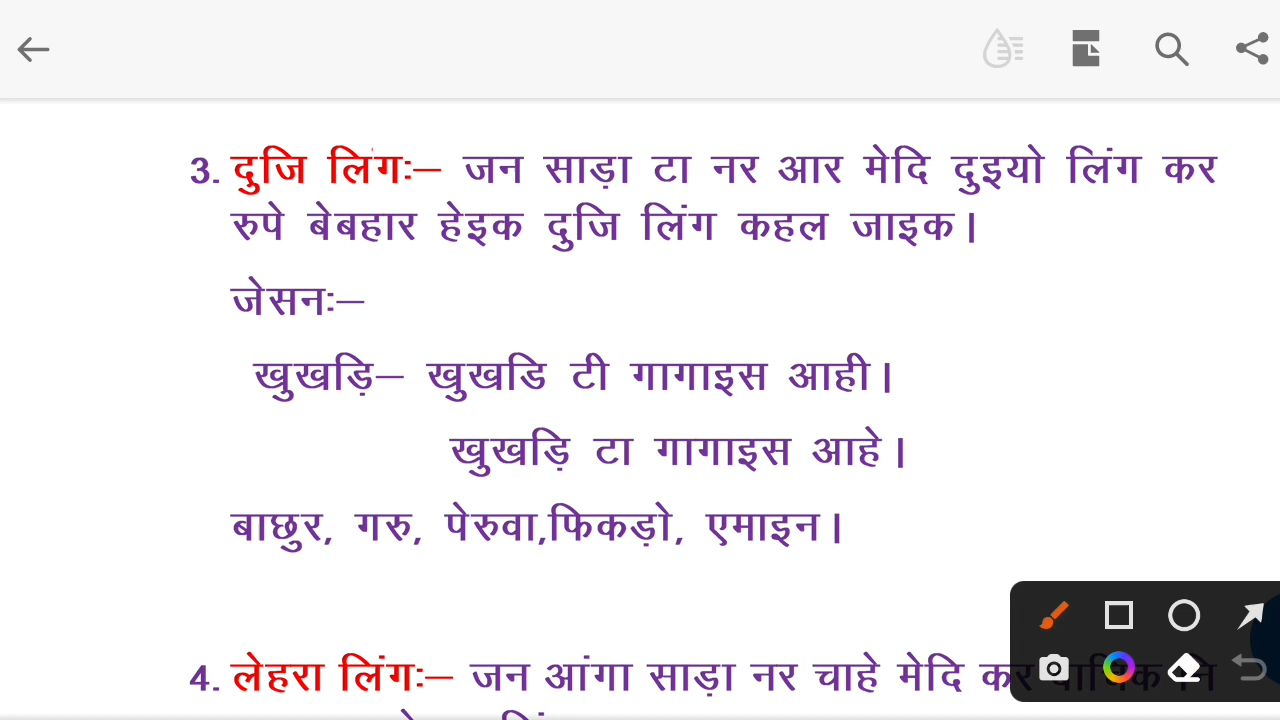 3. दुजि लिंगः– जन साड़ा टा नर आर मेदि दुइयो लिंग कर
रुपे बेबहार हेइक दुजि लिंग कहल जाइक।
जेसनः–
खुखड़ि– खुखडि टी गागाइस आही।
खुखड़ि टा गागाइस आहे।
बाछुर, गरु, पेरुवा,फिकड़ो, एमाइन।
4. लेहरा लिंगः– जन आंगा साड़ा नर चाहे मेदि कर